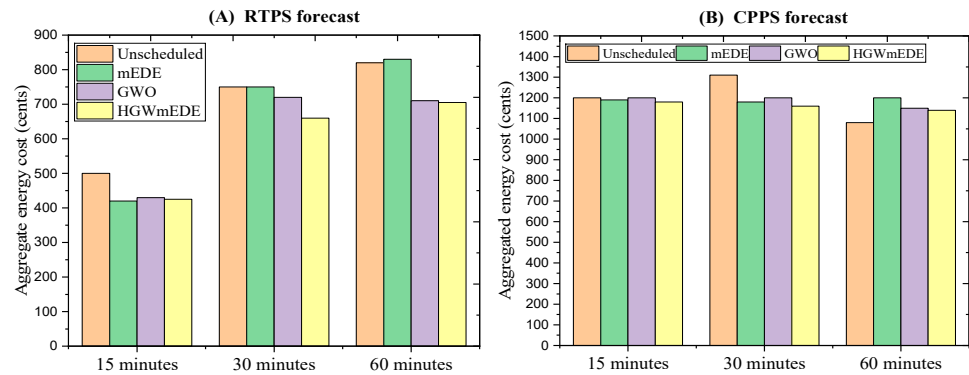 (A) RTPS forecast
Aggregate energy cost (cents)
900
800
700
600
500
400
300
200
100
0
Unscheduled
mEDE
GWO
HGWmEDE
15 minutes 30 minutes 60 minutes
(B) CPPS forecast
Aggregated energy cost (cents)
1500
1400
1300
1200
1100
1000
900
800
700
600
500
400
300
200
100
0
Unscheduled mEDE GWO HGWmEDE
15 minutes 30 minutes 60 minutes